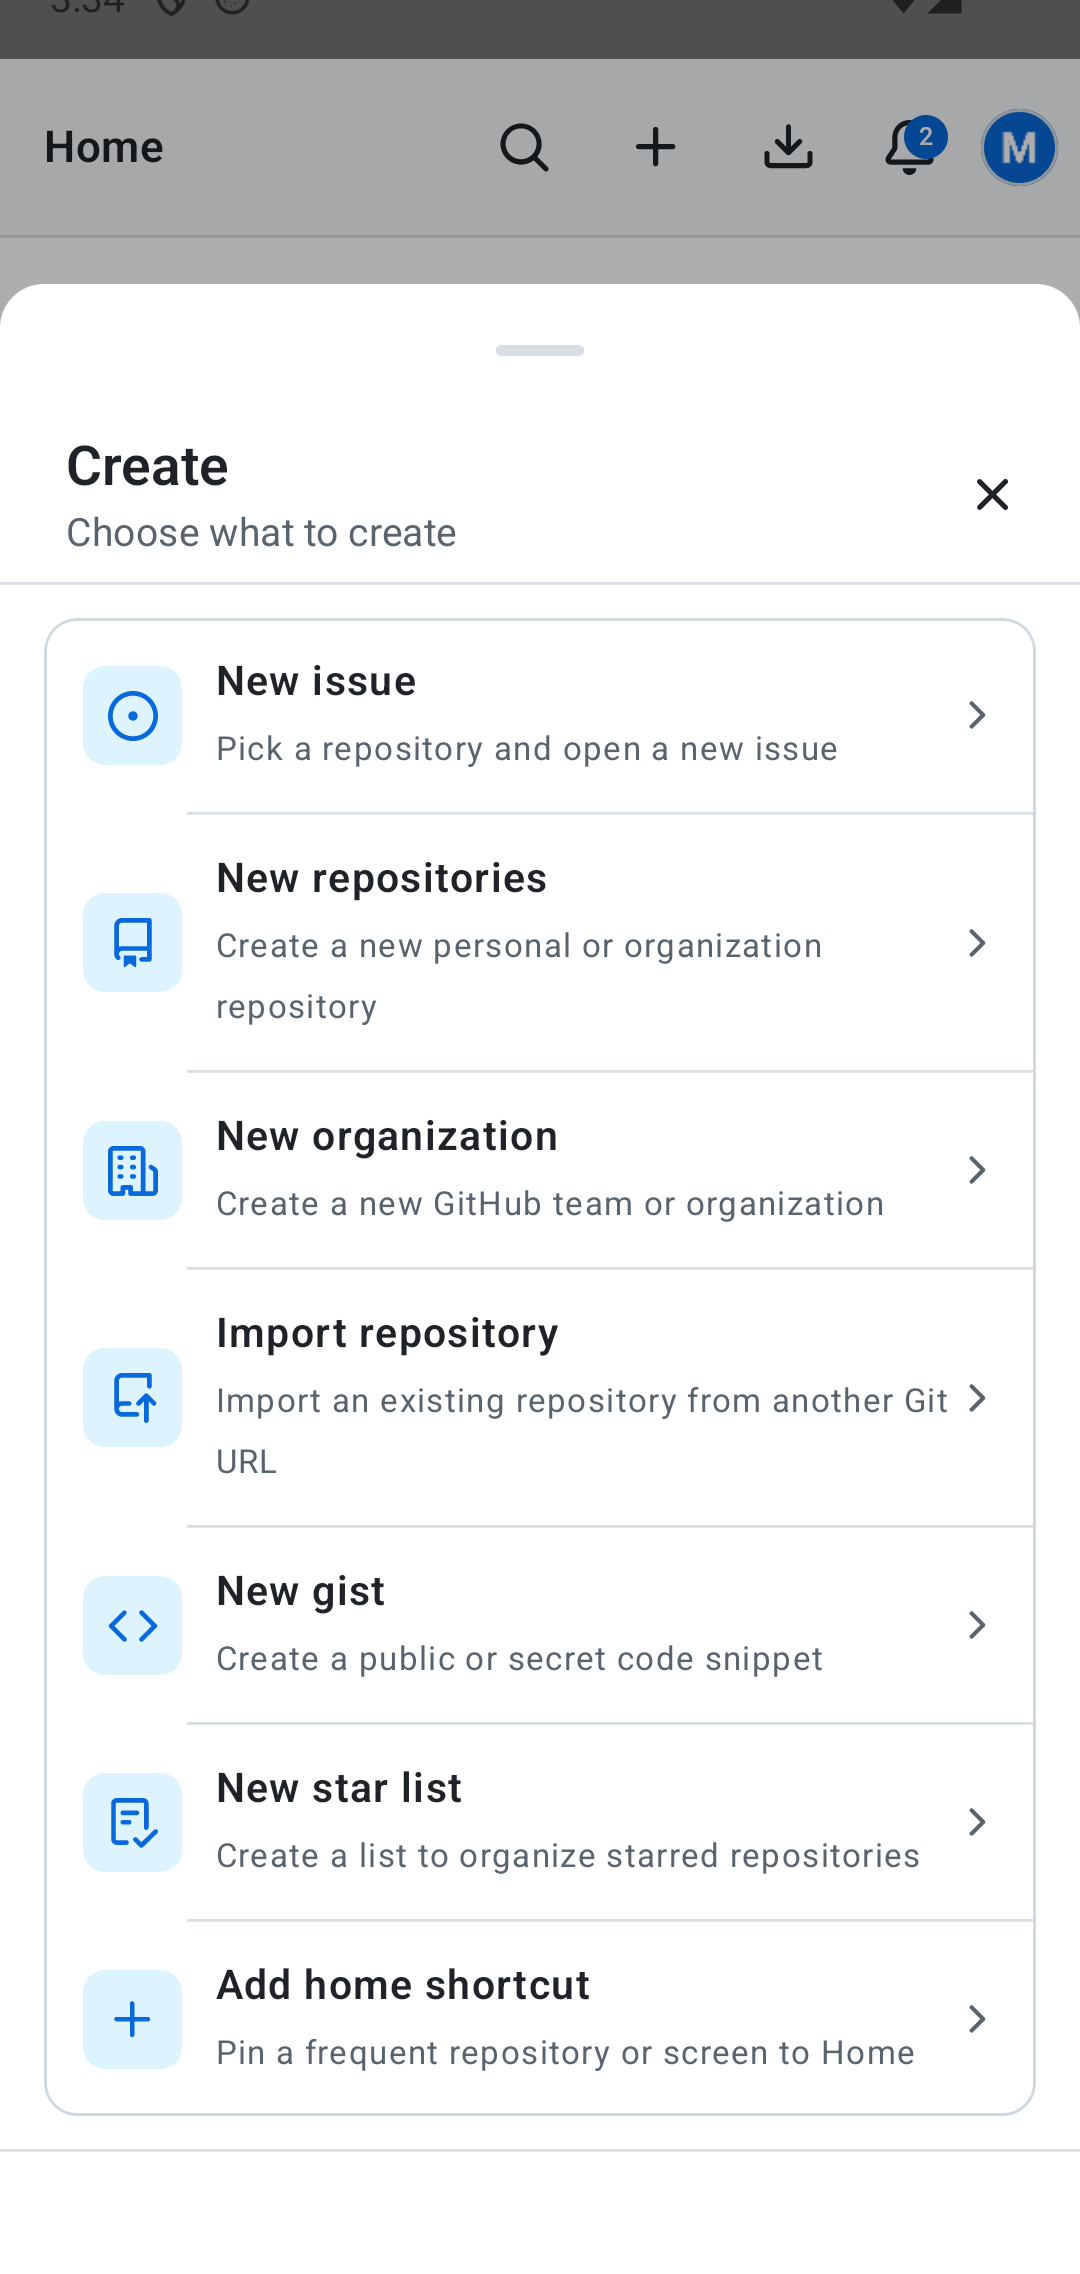 Home
2
M
Create
Choose what to create
New issue
Pick a repository and open a new issue
New repositories
Create a new personal or organization
repository
New organization
Create a new GitHub team or organization
Import repository
Import an existing repository from another Git
URL
New gist
Create a public or secret code snippet
New star list
Create a list to organize starred repositories
Add home shortcut
Pin a frequent repository or screen to Home